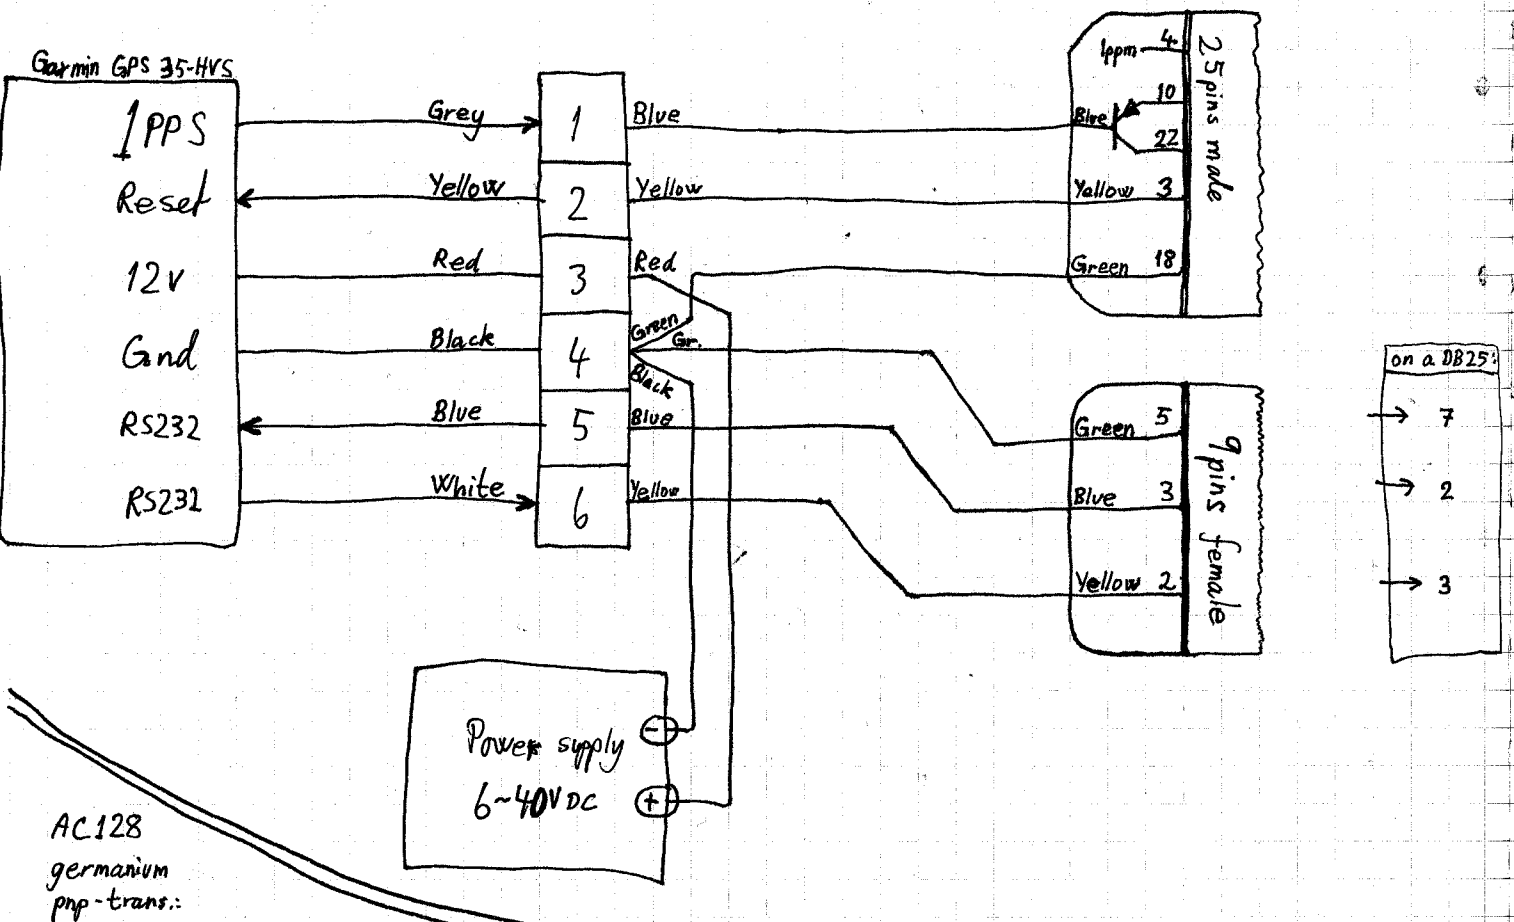 Garmin GPS 35-HVS
1PPS
Grey
1
Blue
Reset
Yellow
2
Yellow
12V
Red
3
Red
Gnd
Black
4
Green
Gr.
Black
RS232
Blue
5
Blue
RS232
White
6
Yellow
1ppm 4
Blue
10
22
Yellow 3
Green 18
25pins male
Green 5
Blue 3
Yellow 2
9pins female
on a DB25:
→ 7
→ 2
→ 3
Power supply
6~40V DC
-
+
AC128
germanium
pnp-trans.: